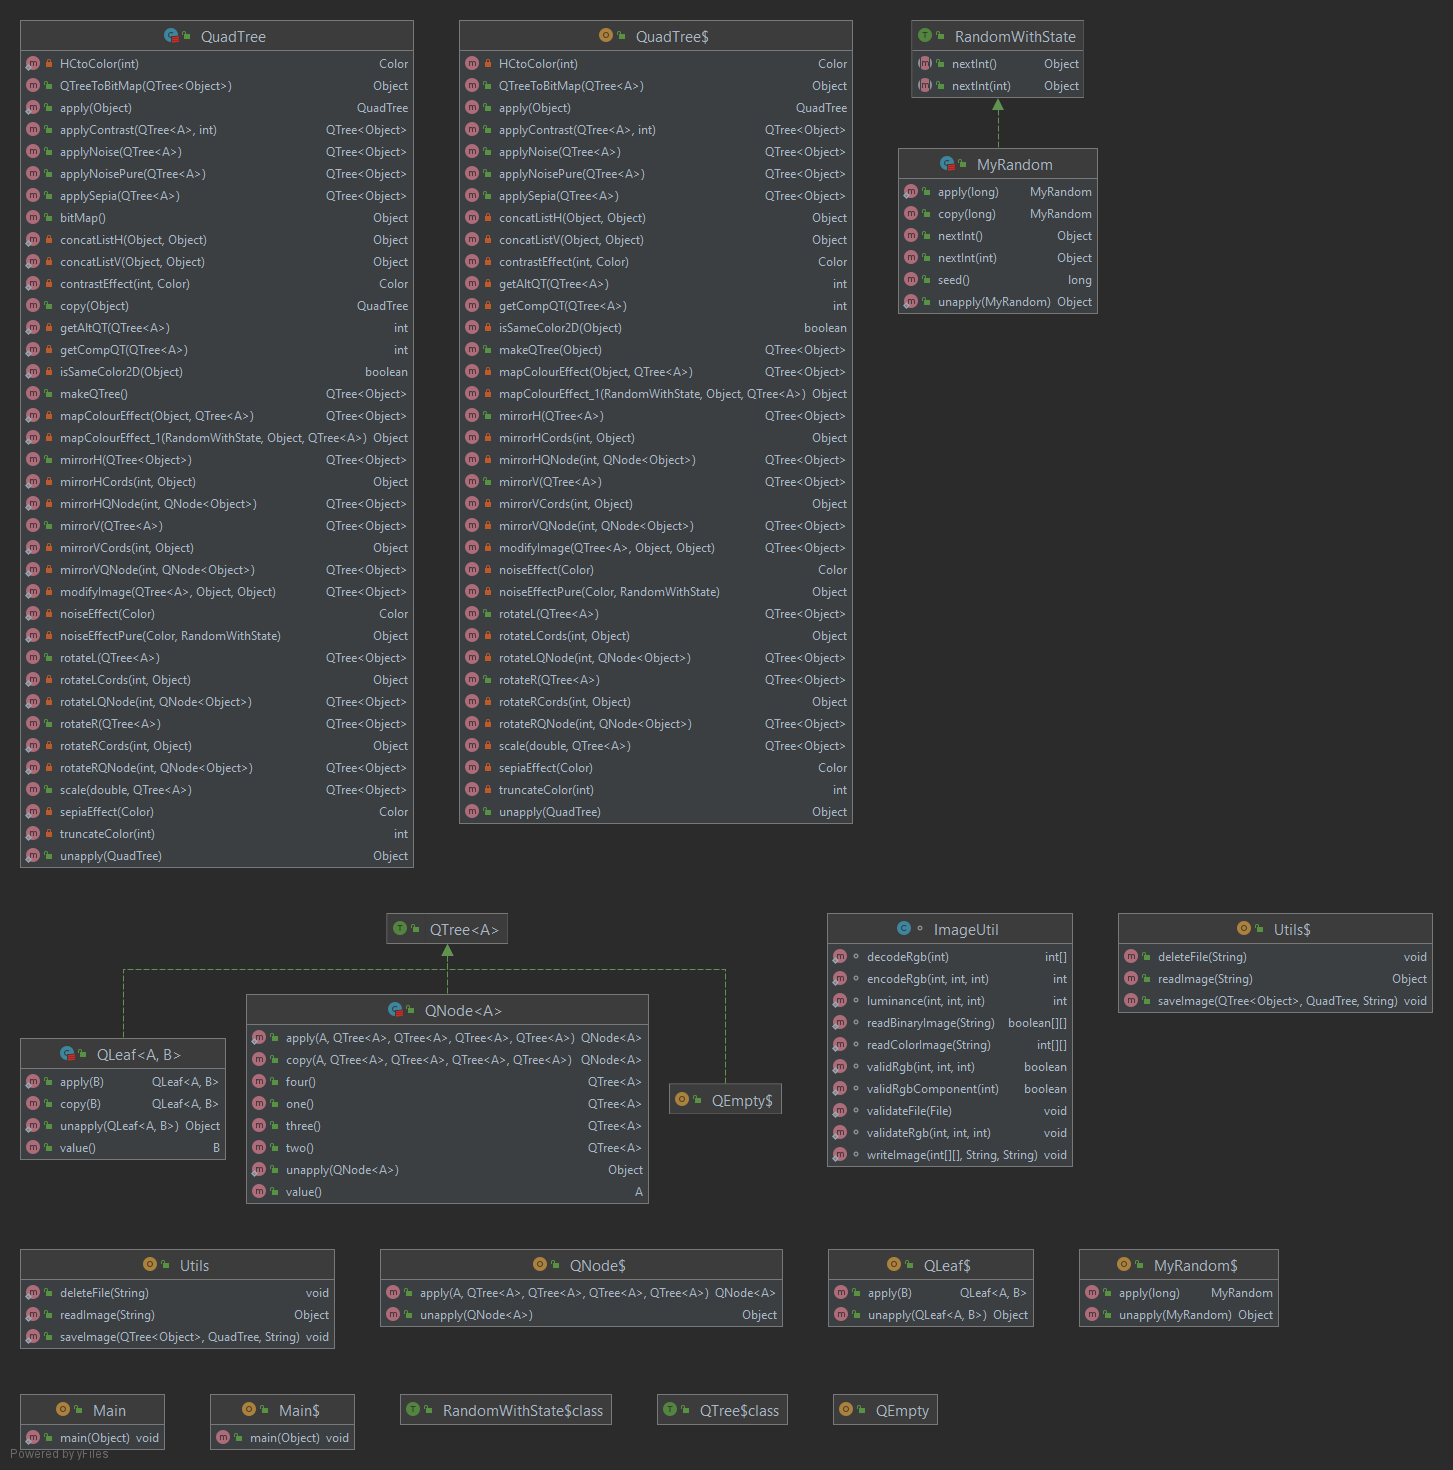 QuadTree
HCtoColor(int) Color
QTreeToBitMap(QTree<Object>) Object
apply(Object) QuadTree
applyContrast(QTree<A>, int) QTree<Object>
applyNoise(QTree<A>) QTree<Object>
applyNoisePure(QTree<A>) QTree<Object>
applySepia(QTree<A>) QTree<Object>
bitMap() Object
concatListH(Object, Object) Object
concatListV(Object, Object) Object
contrastEffect(int, Color) Color
copy(Object) QuadTree
getAltQT(QTree<A>) int
getCompQT(QTree<A>) int
isSameColor2D(Object) boolean
makeQTree() QTree<Object>
mapColourEffect(Object, QTree<A>) QTree<Object>
mapColourEffect_1(RandomWithState, Object, QTree<A>) Object
mirrorH(QTree<Object>) QTree<Object>
mirrorHCords(int, Object) Object
mirrorHQNode(int, QNode<Object>) QTree<Object>
mirrorV(QTree<A>) QTree<Object>
mirrorVCords(int, Object) Object
mirrorVQNode(int, QNode<Object>) QTree<Object>
modifyImage(QTree<A>, Object, Object) QTree<Object>
noiseEffect(Color) Color
noiseEffectPure(Color, RandomWithState) Object
rotateL(QTree<A>) QTree<Object>
rotateLCords(int, Object) Object
rotateLQNode(int, QNode<Object>) QTree<Object>
rotateR(QTree<A>) QTree<Object>
rotateRCords(int, Object) Object
rotateRQNode(int, QNode<Object>) QTree<Object>
scale(double, QTree<A>) QTree<Object>
sepiaEffect(Color) Color
truncateColor(int) int
unapply(QuadTree) Object
QuadTree$
HCtoColor(int) Color
QTreeToBitMap(QTree<A>) Object
apply(Object) QuadTree
applyContrast(QTree<A>, int) QTree<Object>
applyNoise(QTree<A>) QTree<Object>
applyNoisePure(QTree<A>) QTree<Object>
applySepia(QTree<A>) QTree<Object>
concatListH(Object, Object) Object
concatListV(Object, Object) Object
contrastEffect(int, Color) Color
getAltQT(QTree<A>) int
getCompQT(QTree<A>) int
isSameColor2D(Object) boolean
makeQTree(Object) QTree<Object>
mapColourEffect(Object, QTree<A>) QTree<Object>
mapColourEffect_1(RandomWithState, Object, QTree<A>) Object
mirrorH(QTree<A>) QTree<Object>
mirrorHCords(int, Object) Object
mirrorHQNode(int, QNode<Object>) QTree<Object>
mirrorV(QTree<A>) QTree<Object>
mirrorVCords(int, Object) Object
mirrorVQNode(int, QNode<Object>) QTree<Object>
modifyImage(QTree<A>, Object, Object) QTree<Object>
noiseEffect(Color) Color
noiseEffectPure(Color, RandomWithState) Object
rotateL(QTree<A>) QTree<Object>
rotateLCords(int, Object) Object
rotateLQNode(int, QNode<Object>) QTree<Object>
rotateR(QTree<A>) QTree<Object>
rotateRCords(int, Object) Object
rotateRQNode(int, QNode<Object>) QTree<Object>
scale(double, QTree<A>) QTree<Object>
sepiaEffect(Color) Color
truncateColor(int) int
unapply(QuadTree) Object
RandomWithState
nextInt() Object
nextInt(int) Object
MyRandom
apply(long) MyRandom
copy(long) MyRandom
nextInt() Object
nextInt(int) Object
seed() long
unapply(MyRandom) Object
QTree<A>
QLeaf<A, B>
apply(B) QLeaf<A, B>
copy(B) QLeaf<A, B>
unapply(QLeaf<A, B>) Object
value() B
QNode<A>
apply(A, QTree<A>, QTree<A>, QTree<A>, QTree<A>) QNode<A>
copy(A, QTree<A>, QTree<A>, QTree<A>, QTree<A>) QNode<A>
four() QTree<A>
one() QTree<A>
three() QTree<A>
two() QTree<A>
unapply(QNode<A>) Object
value() A
QEmpty$
ImageUtil
decodeRgb(int) int[]
encodeRgb(int, int, int) int
luminance(int, int, int) int
readBinaryImage(String) boolean[][]
readColorImage(String) int[][]
validRgb(int, int, int) boolean
validRgbComponent(int) boolean
validateFile(File) void
validateRgb(int, int, int) void
writeImage(int[][], String, String) void
Utils$
deleteFile(String) void
readImage(String) Object
saveImage(QTree<Object>, QuadTree, String) void
Utils
deleteFile(String) void
readImage(String) Object
saveImage(QTree<Object>, QuadTree, String) void
QNode$
apply(A, QTree<A>, QTree<A>, QTree<A>, QTree<A>) QNode<A>
unapply(QNode<A>) Object
QLeaf$
apply(B) QLeaf<A, B>
unapply(QLeaf<A, B>) Object
MyRandom$
apply(long) MyRandom
unapply(MyRandom) Object
Main
main(Object) void
Main$
main(Object) void
RandomWithState$class
QTree$class
QEmpty
Powered by yFiles